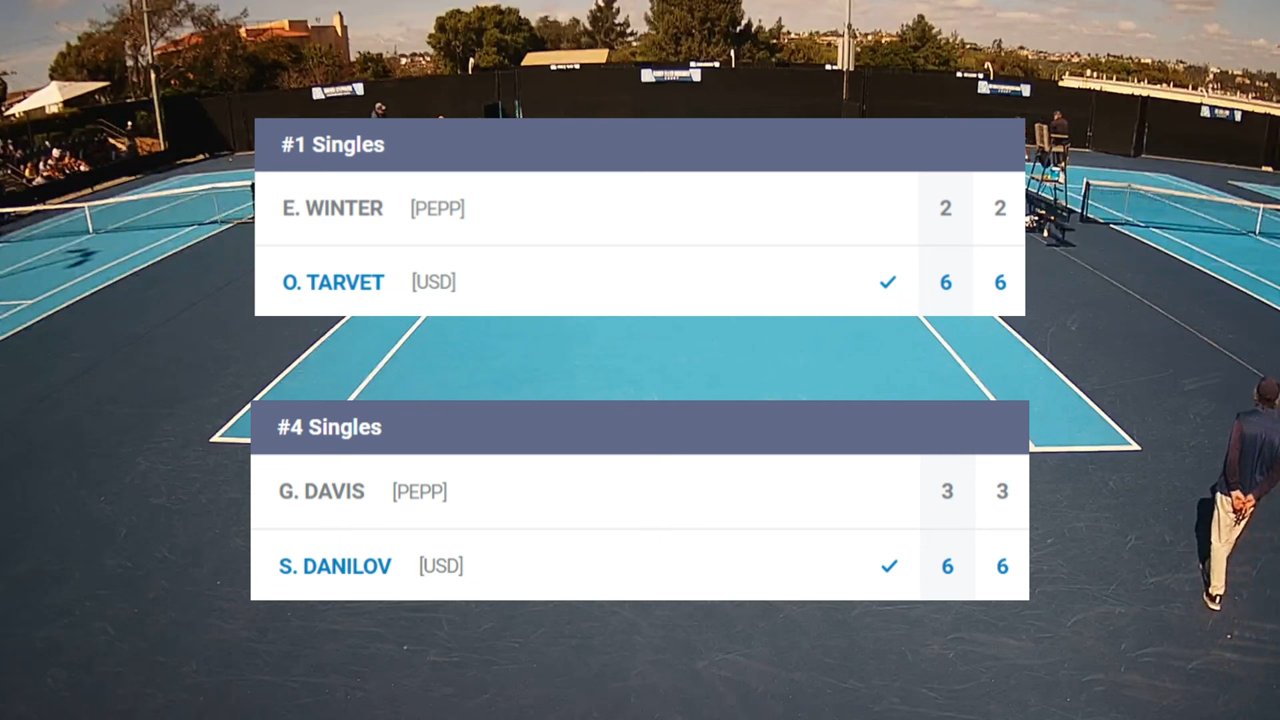 #1 Singles
E. WINTER [PEPP] 2 2
O. TARVET [USD] ✓ 6 6
#4 Singles
G. DAVIS [PEPP] 3 3
S. DANILOV [USD] ✓ 6 6